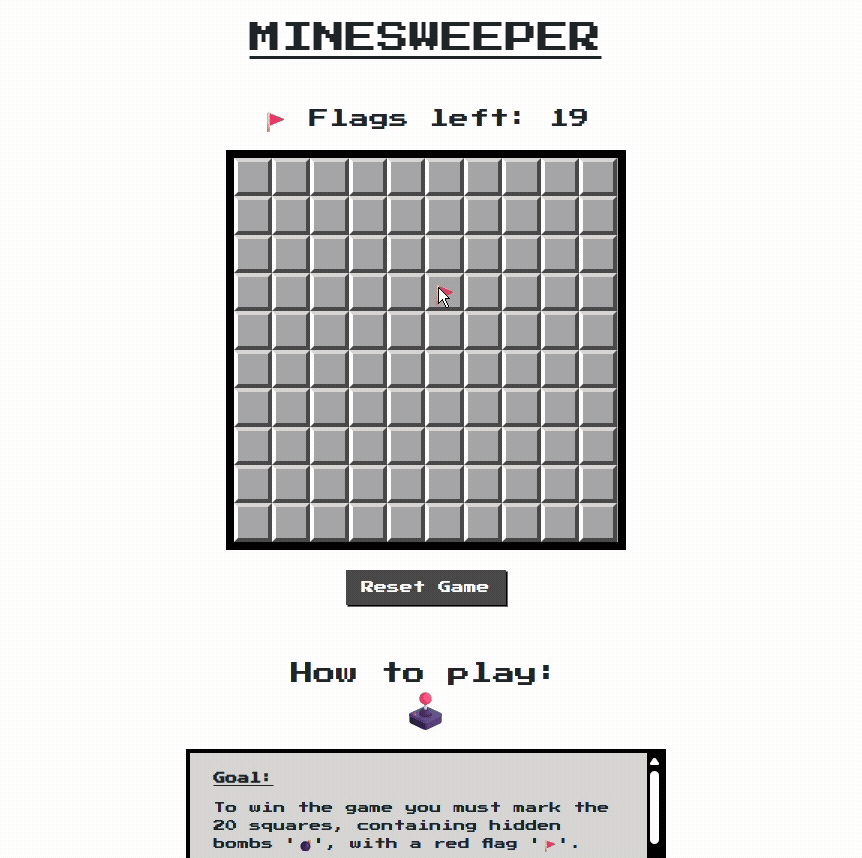 MINESWEEPER
Flags left: 19
Reset Game
How to play:
Goal:
To win the game you must mark the
20 squares, containing hidden
bombs '💣', with a red flag '🚩'.